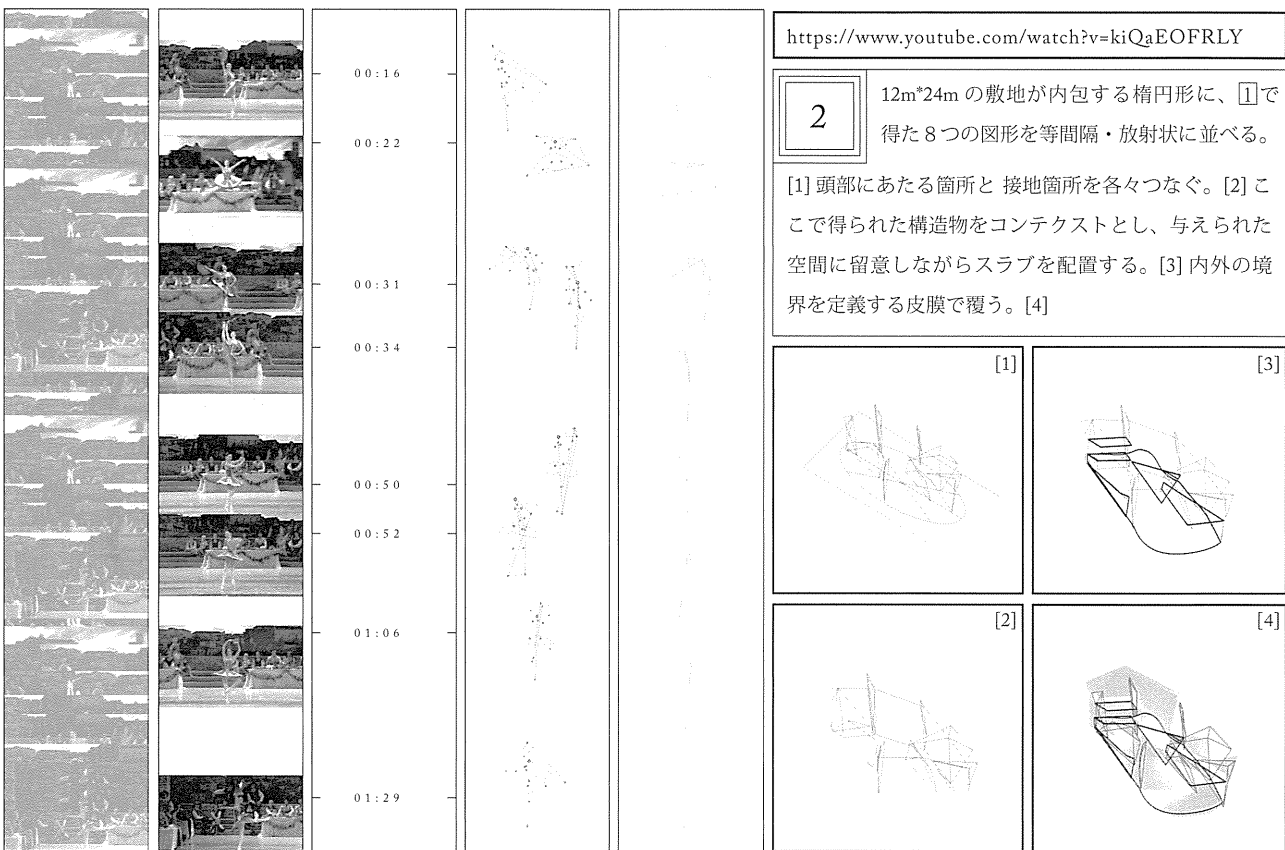 00:16
00:22
00:31
00:34
00:50
00:52
01:06
01:29
https://www.youtube.com/watch?v=kiQaEOFRLY
2
12m*24m の敷地が内包する楕円形に、1で
得た8つの図形を等間隔・放射状に並べる。
[1] 頭部にあたる箇所と 接地箇所を各々つなぐ。[2] こ
こで得られた構造物をコンテクストとし、与えられた
空間に留意しながらスラブを配置する。[3] 内外の境
界を定義する皮膜で覆う。[4]
[1]
[3]
[2]
[4]